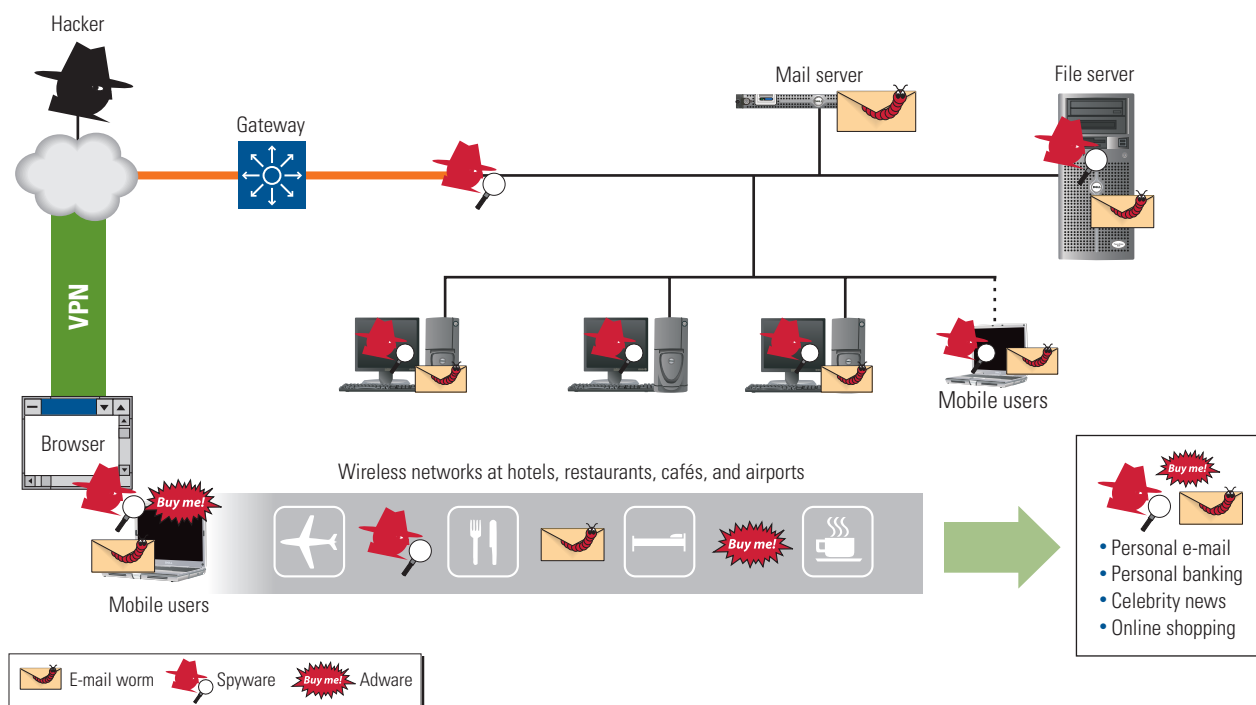 Hacker
Mail server
File server
Gateway
VPN
Browser
Mobile users
Buy me!
Wireless networks at hotels, restaurants, cafés, and airports
Buy me!
Mobile users
Buy me!
• Personal e-mail
• Personal banking
• Celebrity news
• Online shopping
E-mail worm
Spyware
Buy me!
Adware